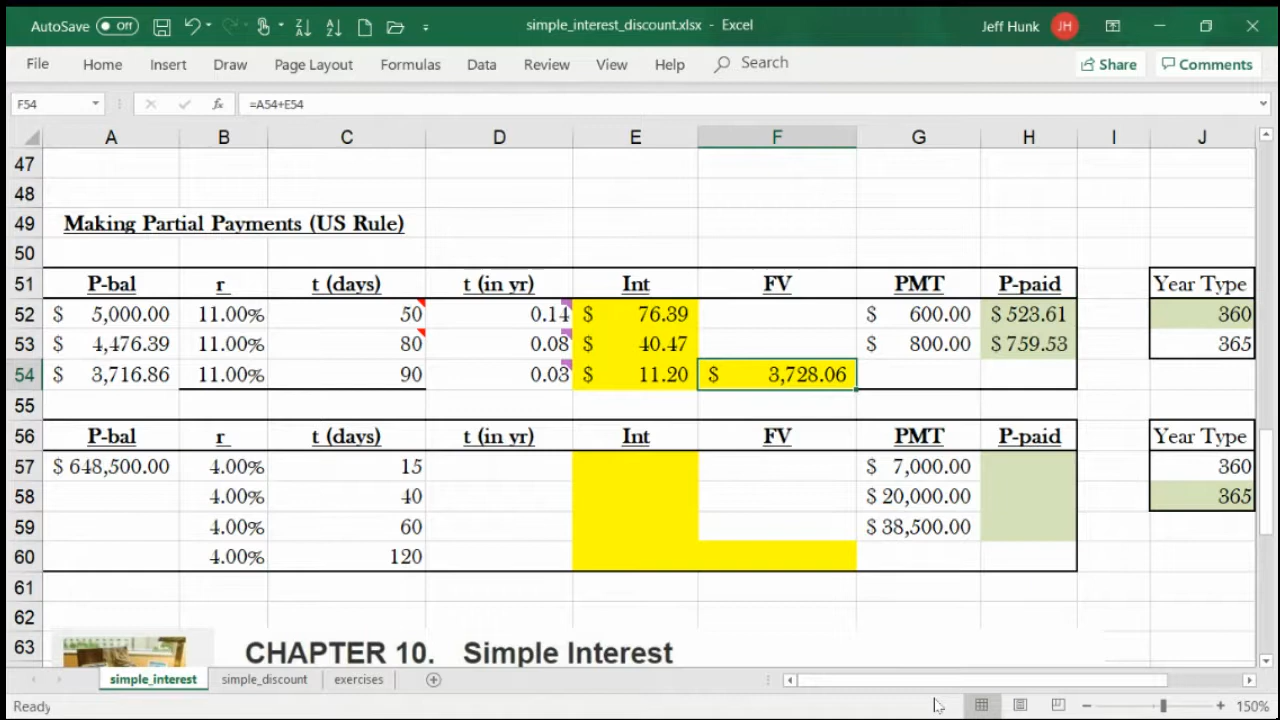 AutoSave Off simple_interest_discount.xlsx - Excel Jeff Hunk JH
File Home Insert Draw Page Layout Formulas Data Review View Help Search Share Comments
F54 fx =A54+E54
A B C D E F G H I J
47
48
49 Making Partial Payments (US Rule)
50
51 P-bal r t (days) t (in yr) Int FV PMT P-paid Year Type
52 $ 5,000.00 11.00% 50 0.14 $ 76.39 $ 600.00 $ 523.61 360
53 $ 4,476.39 11.00% 80 0.08 $ 40.47 $ 800.00 $ 759.53 365
54 $ 3,716.86 11.00% 90 0.03 $ 11.20 $ 3,728.06
55
56 P-bal r t (days) t (in yr) Int FV PMT P-paid Year Type
57 $ 648,500.00 4.00% 15 $ 7,000.00 360
58 4.00% 40 $ 20,000.00 365
59 4.00% 60 $ 38,500.00
60 4.00% 120
61
62
63 CHAPTER 10. Simple Interest
simple_interest simple_discount exercises
Ready 150%